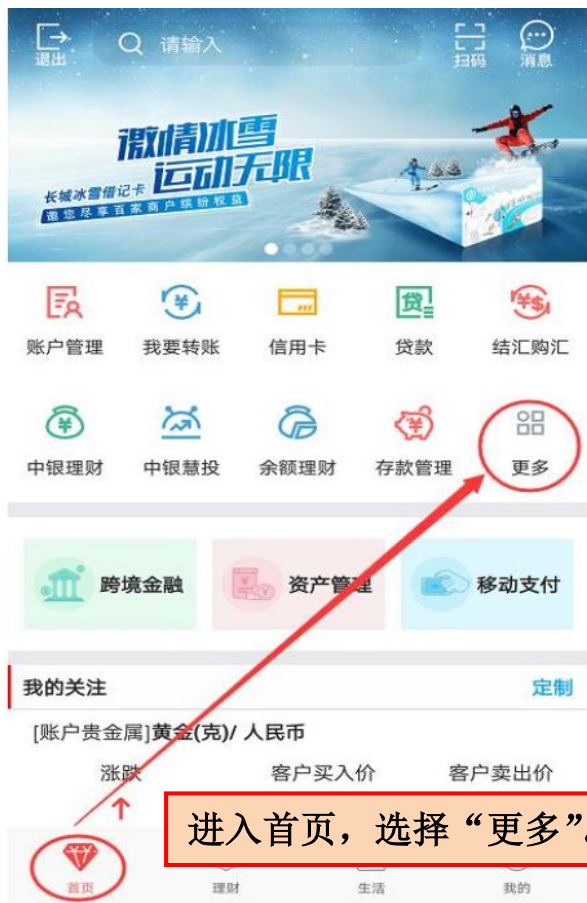 退出
请输入
扫码
消息
激情冰雪
运动无限
长城冰雪借记卡
邀您尽享百家商户缤纷权益
账户管理 我要转账 信用卡 贷款 结汇购汇
中银理财 中银慧投 余额理财 存款管理 更多
跨境金融 资产管理 移动支付
我的关注 定制
[账户贵金属]黄金(克)/ 人民币
涨跌 客户买入价 客户卖出价
进入首页，选择“更多”。
首页 理财 生活 我的